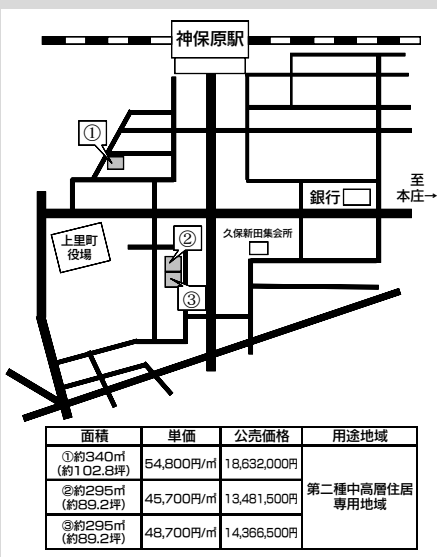 神保原駅
①
至
本庄→
銀行
上里町
役場
②
久保新田集会所
③
面積 単価 公売価格 用途地域
①約340㎡
(約102.8坪)
54,800円/㎡ 18,632,000円
②約295㎡
(約89.2坪)
45,700円/㎡ 13,481,500円
③約295㎡
(約89.2坪)
48,700円/㎡ 14,366,500円
第二種中高層住居
専用地域